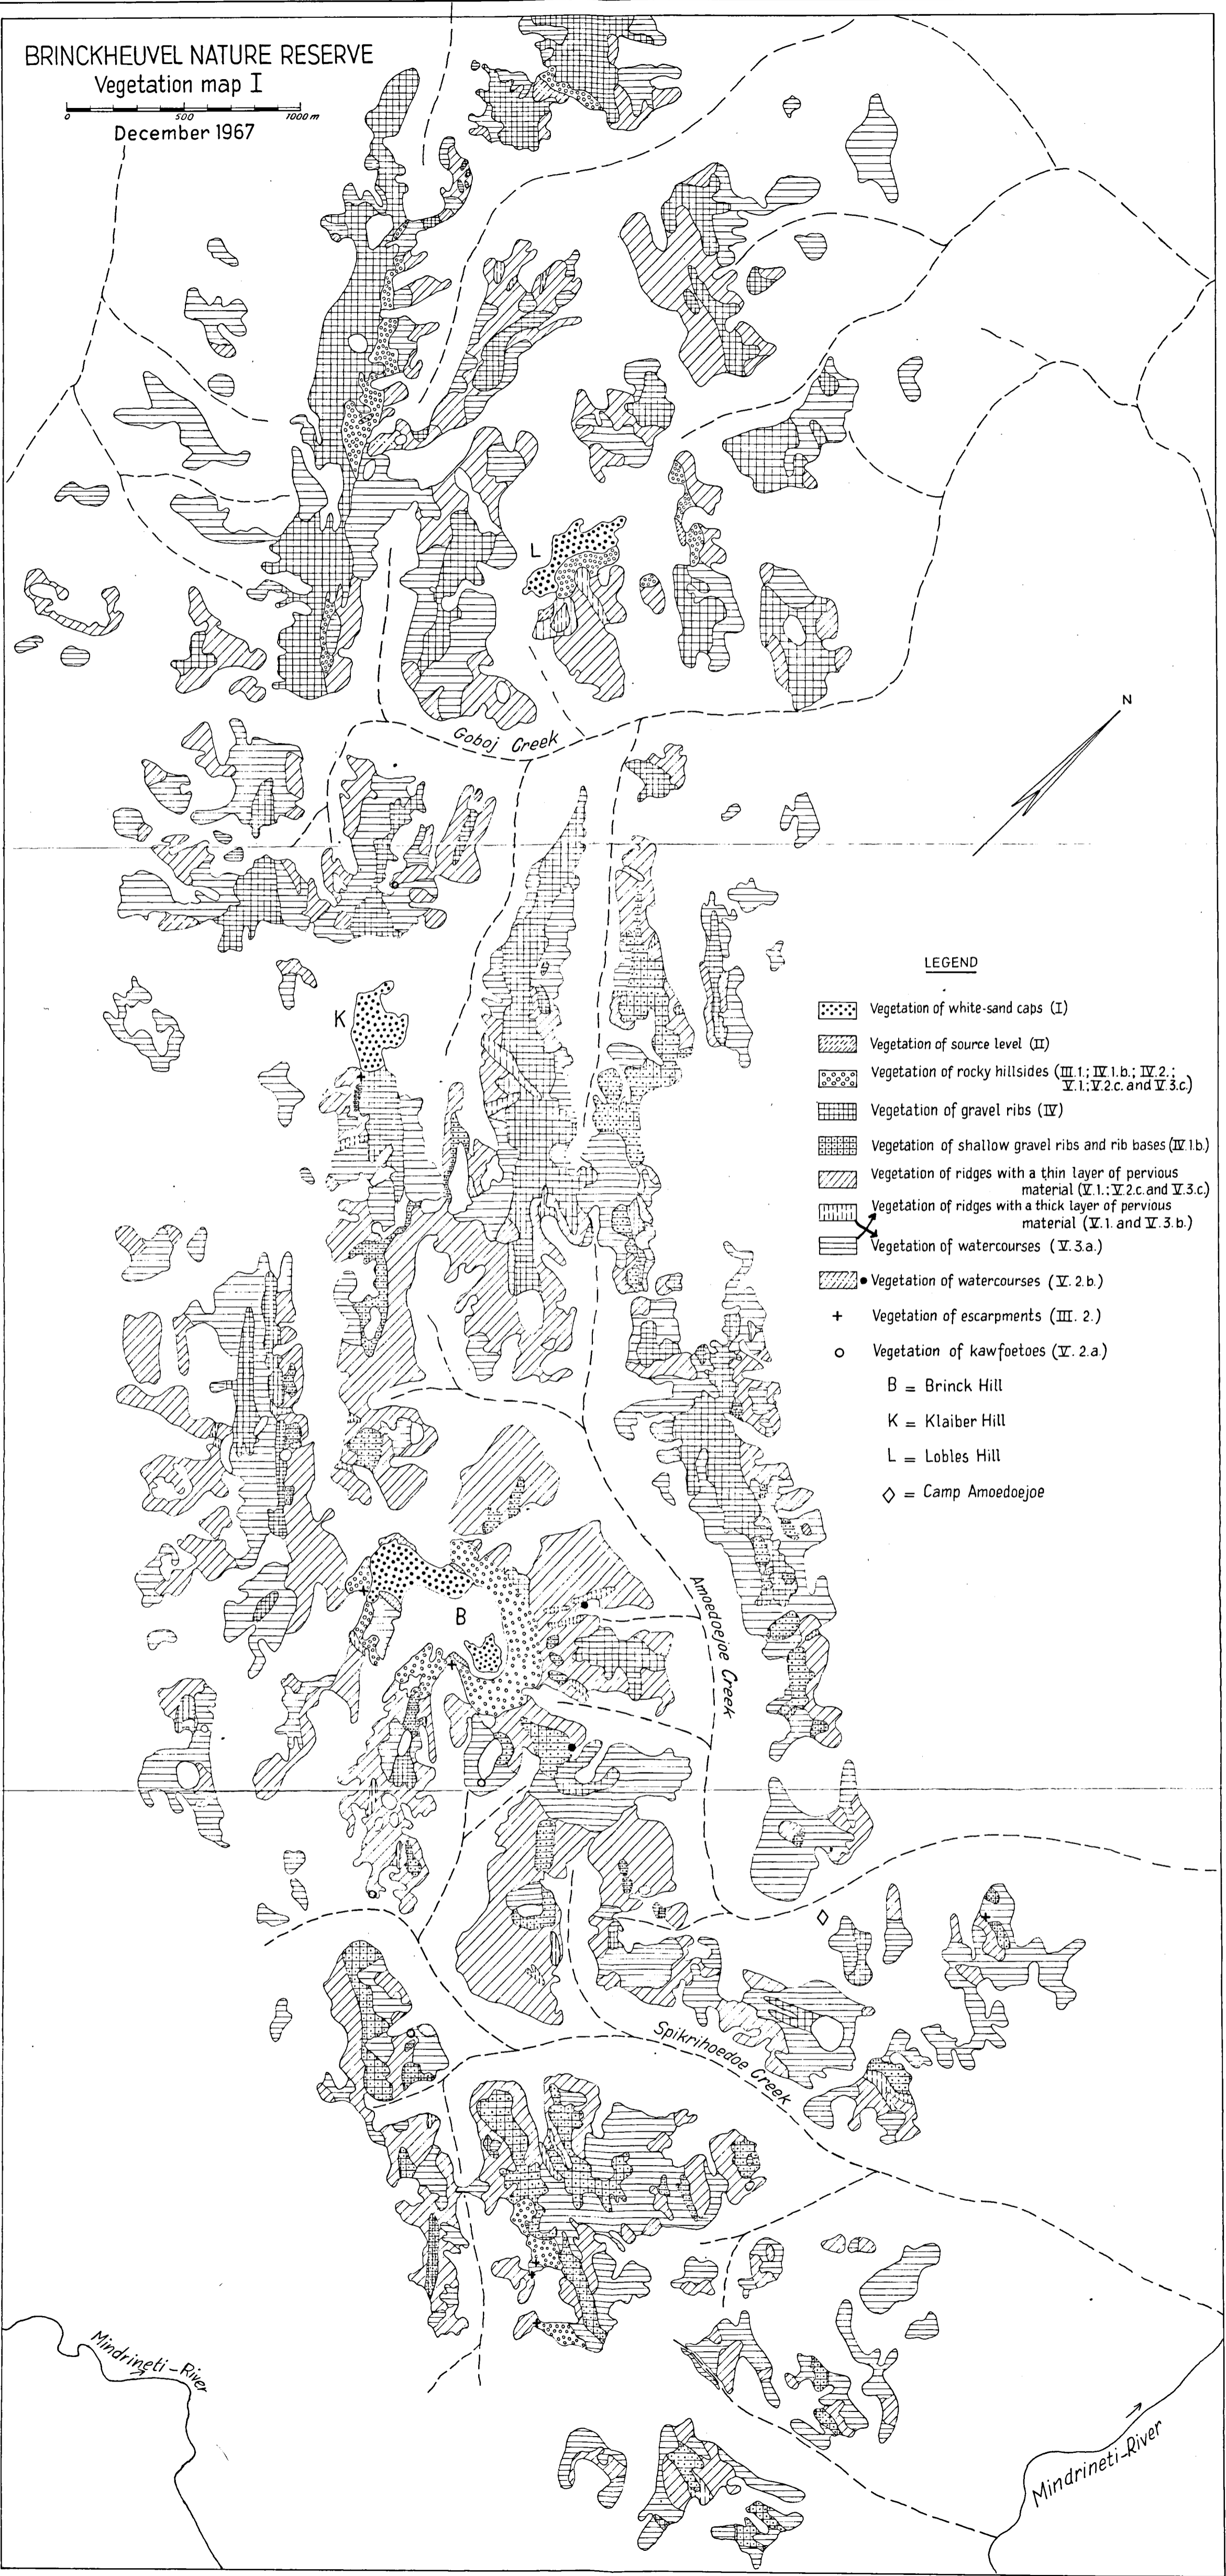 BRINCKHEUVEL NATURE RESERVE
Vegetation map I
0 500 1000 m
December 1967
L
Goboj Creek
N
K
LEGEND
Vegetation of white-sand caps (I)
Vegetation of source level (II)
Vegetation of rocky hillsides (III.1.; IV.1.b.; IV.2.;
V.1.; V.2.c. and V.3.c.)
Vegetation of gravel ribs (IV)
Vegetation of shallow gravel ribs and rib bases (IV.1.b.)
Vegetation of ridges with a thin layer of pervious
material (V.1.; V.2.c. and V.3.c.)
Vegetation of ridges with a thick layer of pervious
material (V.1. and V.3.b.)
Vegetation of watercourses (V.3.a.)
Vegetation of watercourses (V.2.b.)
+ Vegetation of escarpments (III.2.)
Vegetation of kawfoetoes (V.2.a.)
B = Brinck Hill
K = Klaiber Hill
L = Lobles Hill
◊ = Camp Amoedoejoe
B
Amoedoejoe Creek
Spikrihoedoe Creek
Mindrineti-River
Mindrineti-River